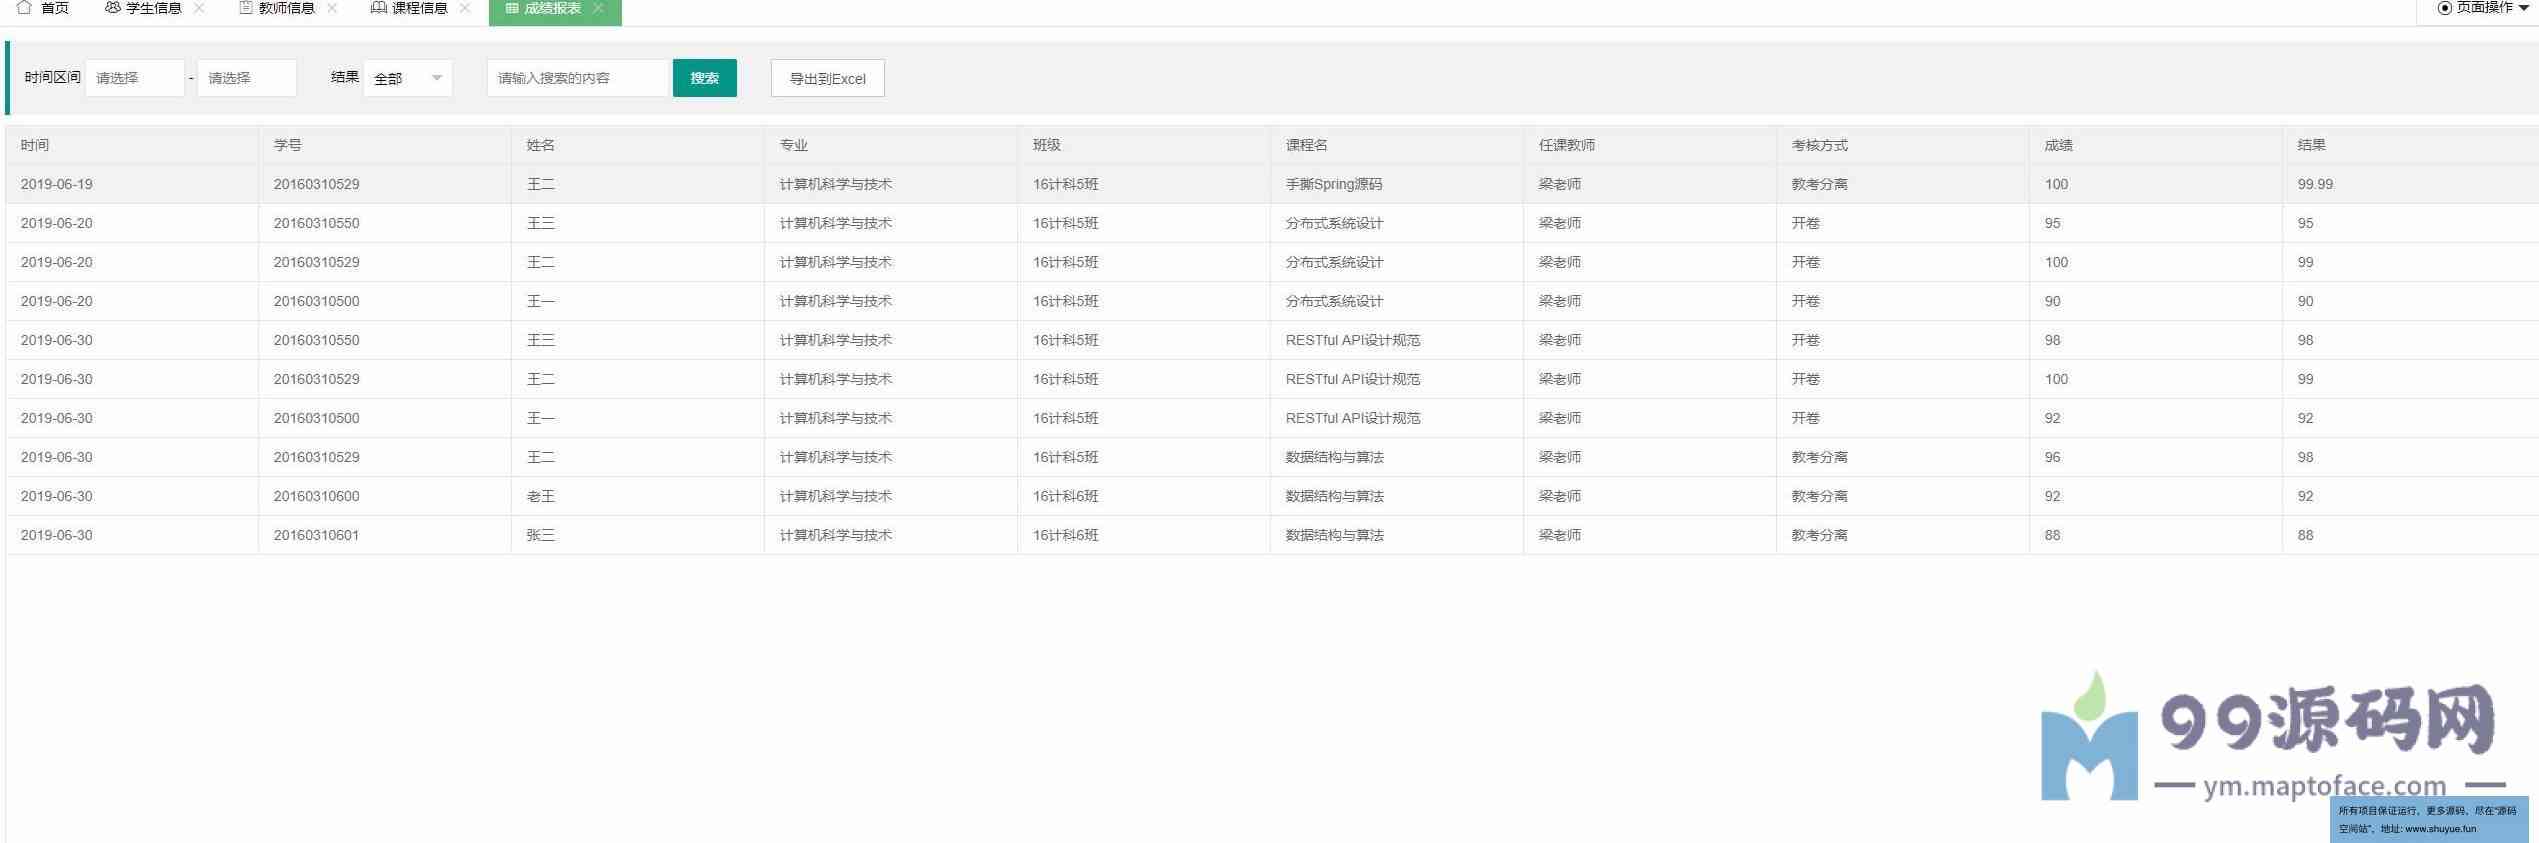 首页 学生信息 教师信息 课程信息 成绩报表 页面操作
时间区间 请选择 - 请选择 结果 全部 请输入搜索的内容 搜索 导出到Excel
时间 学号 姓名 专业 班级 课程名 任课教师 考核方式 成绩 结果
2019-06-19 20160310529 王二 计算机科学与技术 16计科5班 手撕Spring源码 梁老师 教考分离 100 99.99
2019-06-20 20160310550 王三 计算机科学与技术 16计科5班 分布式系统设计 梁老师 开卷 95 95
2019-06-20 20160310529 王二 计算机科学与技术 16计科5班 分布式系统设计 梁老师 开卷 100 99
2019-06-20 20160310500 王一 计算机科学与技术 16计科5班 分布式系统设计 梁老师 开卷 90 90
2019-06-30 20160310550 王三 计算机科学与技术 16计科5班 RESTful API设计规范 梁老师 开卷 98 98
2019-06-30 20160310529 王二 计算机科学与技术 16计科5班 RESTful API设计规范 梁老师 开卷 100 99
2019-06-30 20160310500 王一 计算机科学与技术 16计科5班 RESTful API设计规范 梁老师 开卷 92 92
2019-06-30 20160310529 王二 计算机科学与技术 16计科5班 数据结构与算法 梁老师 教考分离 96 98
2019-06-30 20160310600 老王 计算机科学与技术 16计科6班 数据结构与算法 梁老师 教考分离 92 92
2019-06-30 20160310601 张三 计算机科学与技术 16计科6班 数据结构与算法 梁老师 教考分离 88 88
99源码网
ym.maptoface.com
所有项目保证运行，更多源码，尽在“源码
空间站”，地址: www.shuyue.fun